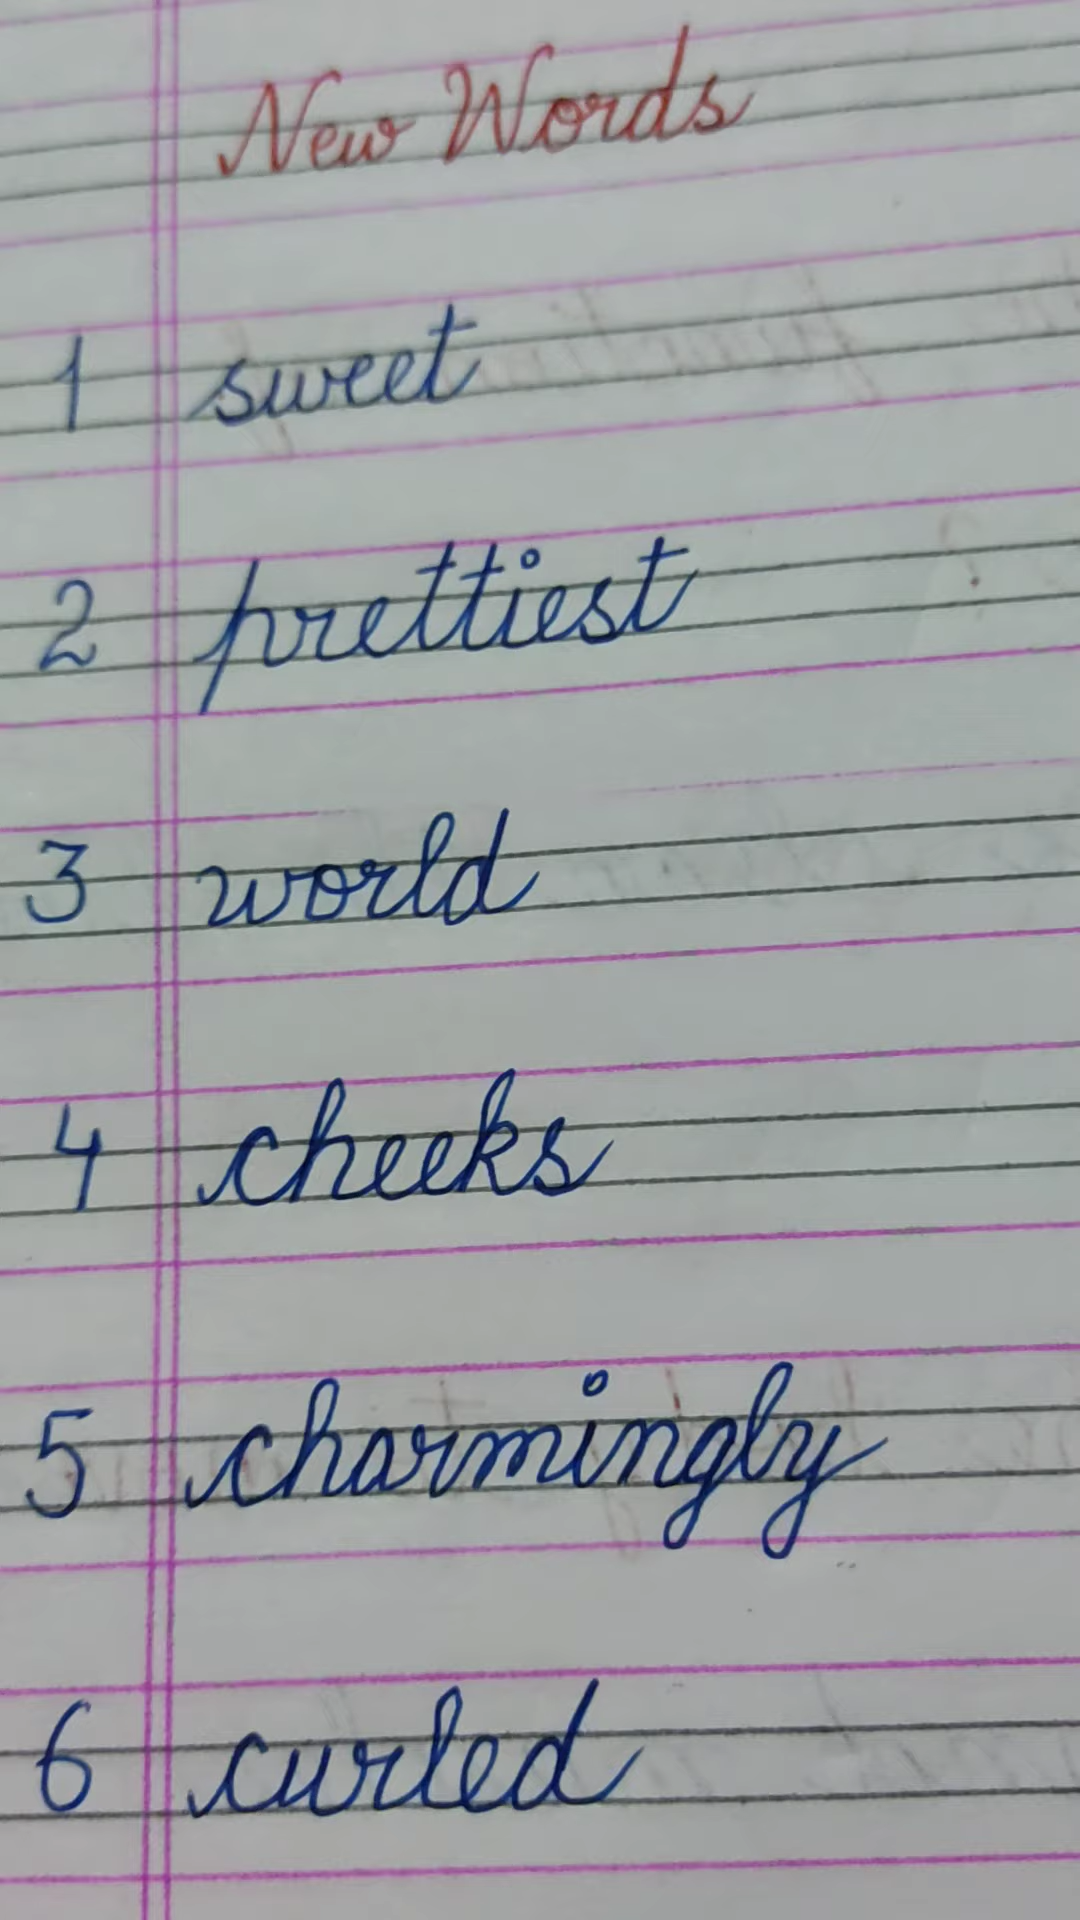 New Words
1 sweet
2 prettiest
3 world
4 cheeks
5 charmingly
6 curled